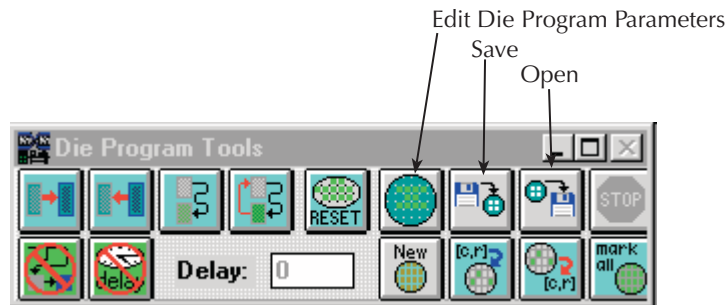 Edit Die Program Parameters
Save
Open
Die Program Tools
RESET
STOP
delay
Delay: 0
New
[c,r]
[c,r]
mark
all